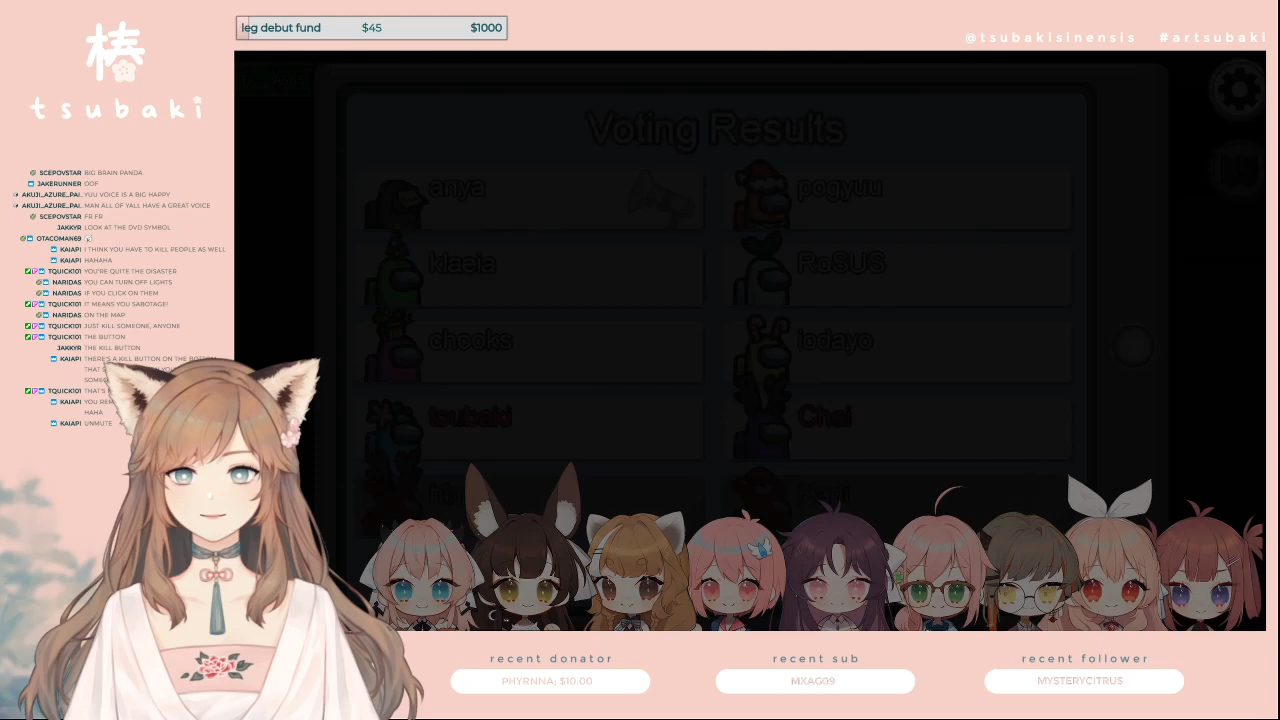 leg debut fund $45 $1000
@tsubakisinensis #artsubaki
椿
tsubaki
SCEPOVSTAR BIG BRAIN PANDA
JAKERUNNER OOF
AKUJI_AZURE_PAI... YUU VOICE IS A BIG HAPPY
AKUJI_AZURE_PAI... MAN ALL OF YALL HAVE A GREAT VOICE
SCEPOVSTAR FR FR
JAKKYR LOOK AT THE DVD SYMBOL
OTACOMAN69
KAIAPI I THINK YOU HAVE TO KILL PEOPLE AS WELL
KAIAPI HAHAHA
TQUICK101 YOU'RE QUITE THE DISASTER
NARIDAS YOU CAN TURN OFF LIGHTS
NARIDAS IF YOU CLICK ON THEM
TQUICK101 IT MEANS YOU SABOTAGE!
NARIDAS ON THE MAP
TQUICK101 JUST KILL SOMEONE, ANYONE
TQUICK101 THE BUTTON
JAKKYR THE KILL BUTTON
KAIAPI THERE'S A KILL BUTTON ON THE BOTTOM
TQUICK101 THAT'S
KAIAPI YOU
HAHA
KAIAPI UNMUTE
Voting Results
anya pogyuu
klaeia RoSUS
chooks
tsubaki Chai
recent donator recent sub recent follower
PHYRNNA: $10.00 MXAG09 MYSTERYCITRUS